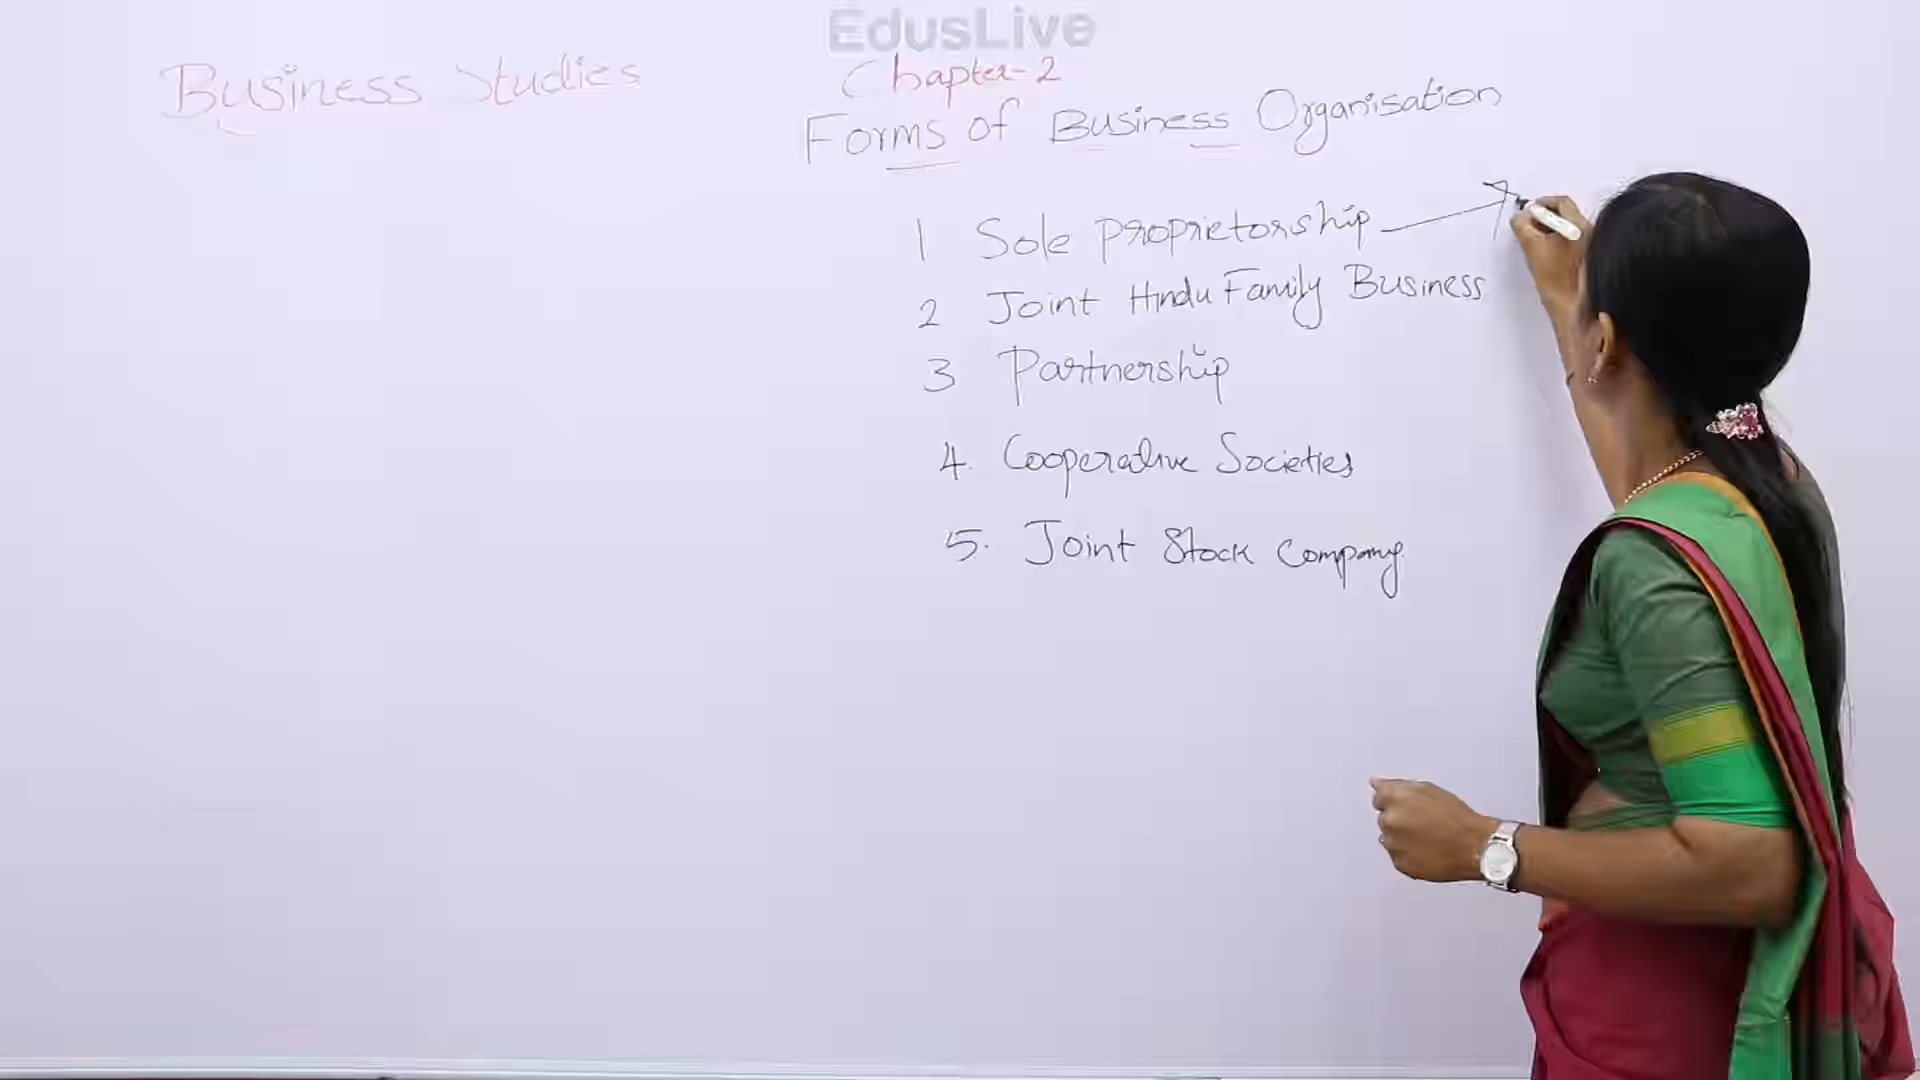 EdusLive
Business Studies
Chapter-2
Forms of Business Organisation
1 Sole proprietorship
2 Joint Hindu Family Business
3 Partnership
4. Cooperative Societies
5. Joint Stock Company.